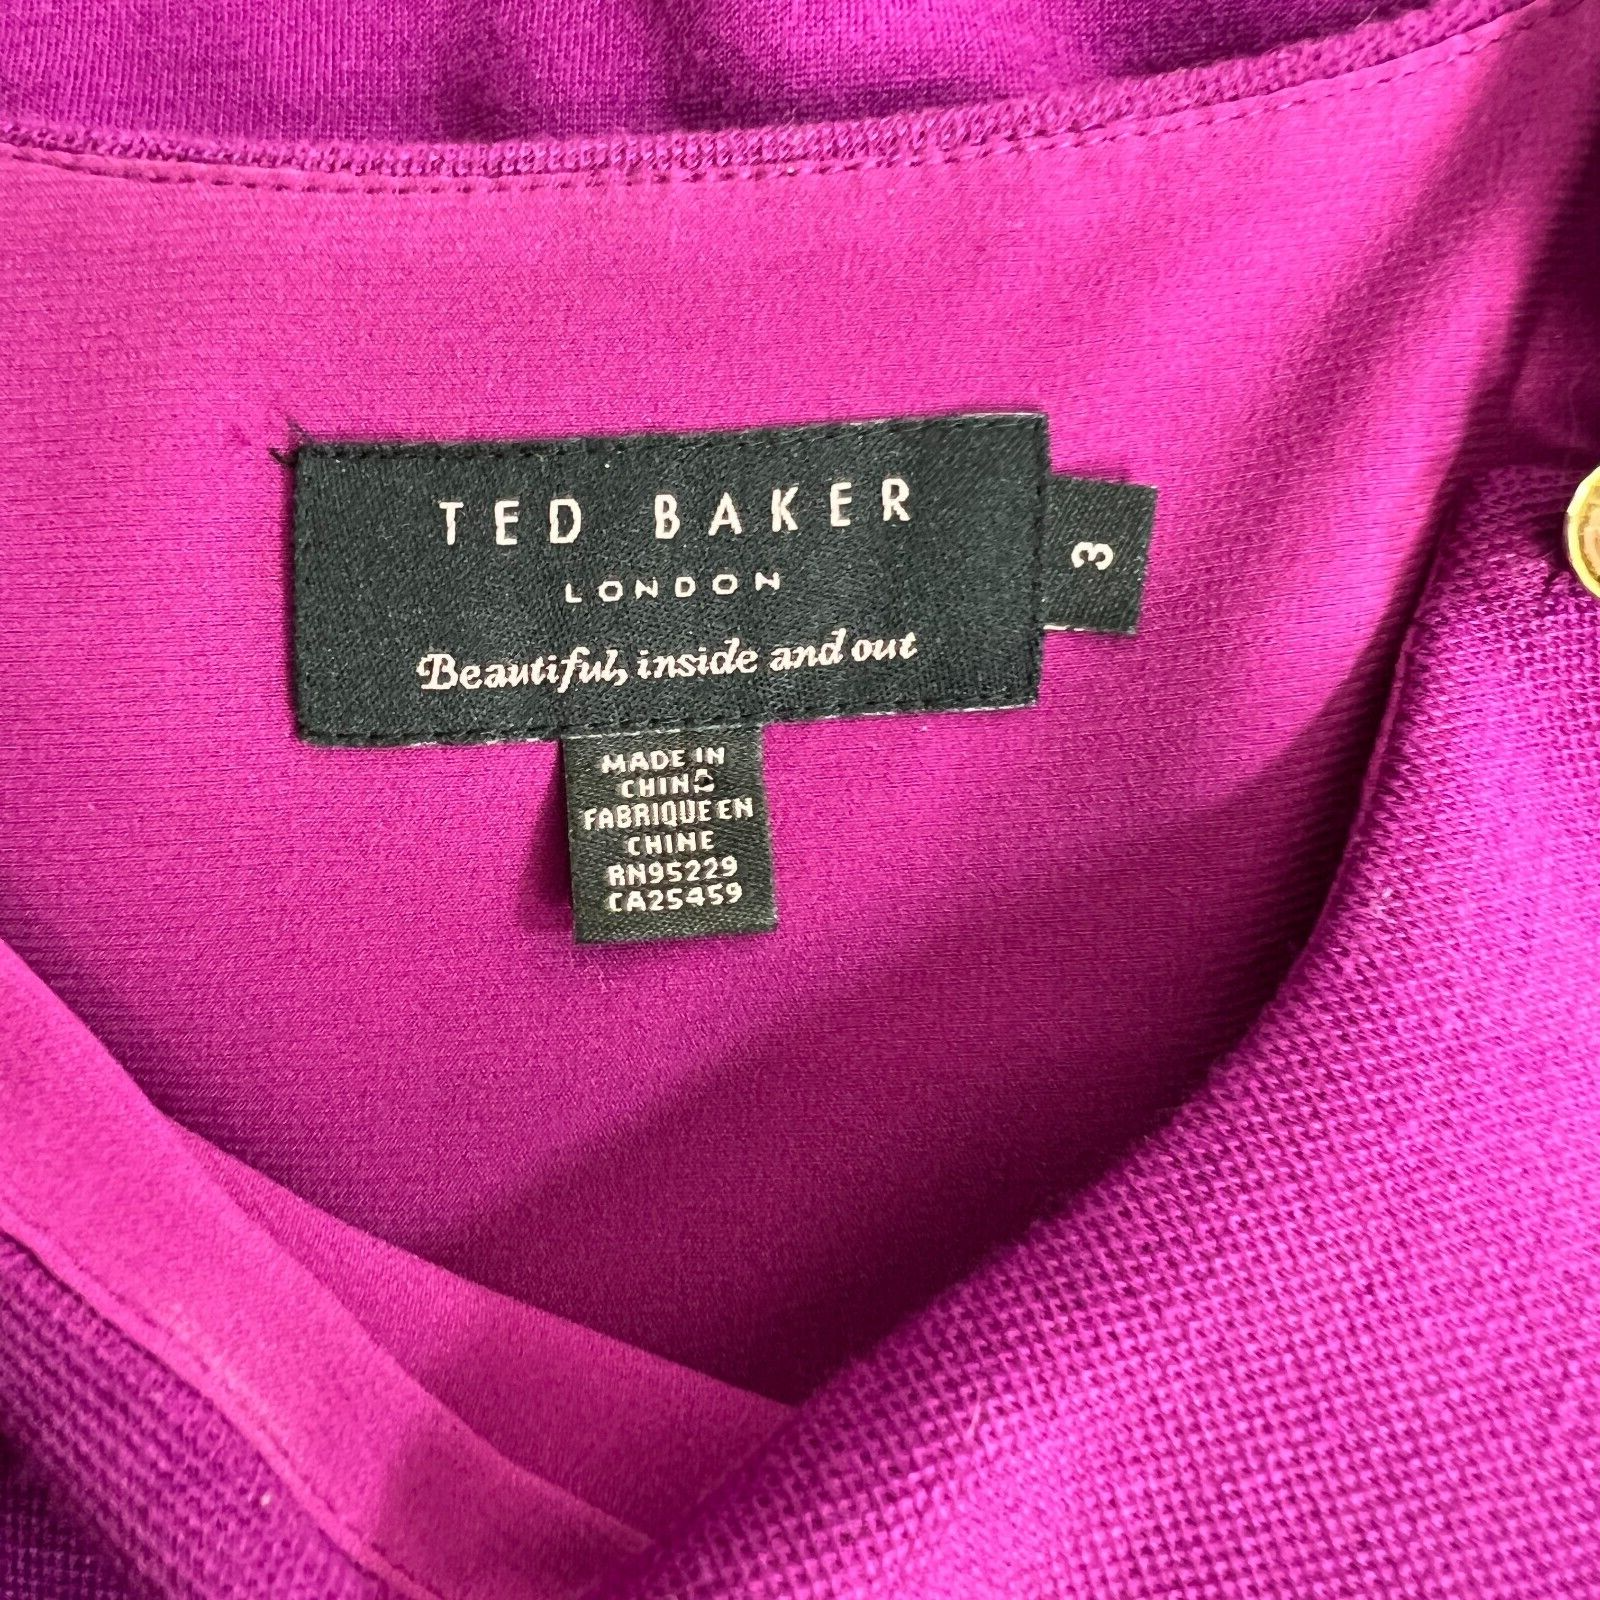 TED BAKER
LONDON
Beautiful, inside and out
3
MADE IN
CHINA
FABRIQUE EN
CHINE
RN95229
CA25459